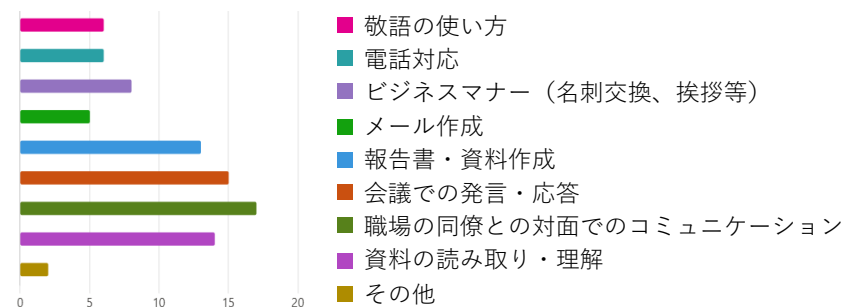 敬語の使い方
電話対応
ビジネスマナー（名刺交換、挨拶等）
メール作成
報告書・資料作成
会議での発言・応答
職場の同僚との対面でのコミュニケーション
資料の読み取り・理解
その他
0 5 10 15 20